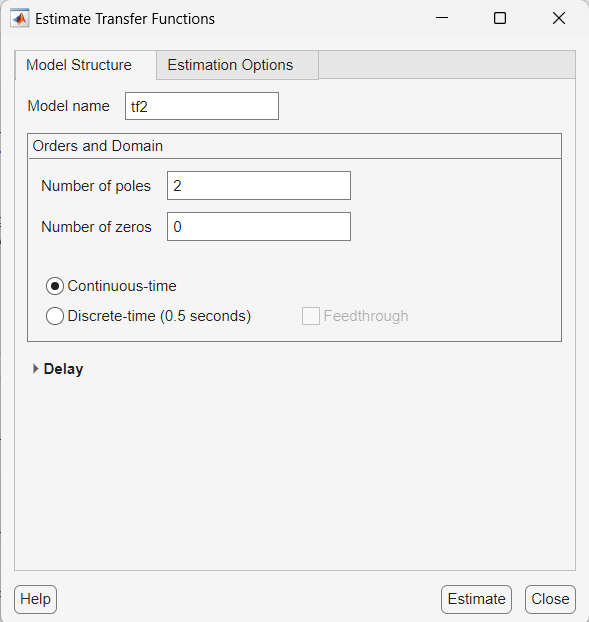 Estimate Transfer Functions
Model Structure Estimation Options
Model name tf2
Orders and Domain
Number of poles 2
Number of zeros 0
Continuous-time
Discrete-time (0.5 seconds) Feedthrough
Delay
Help Estimate Close